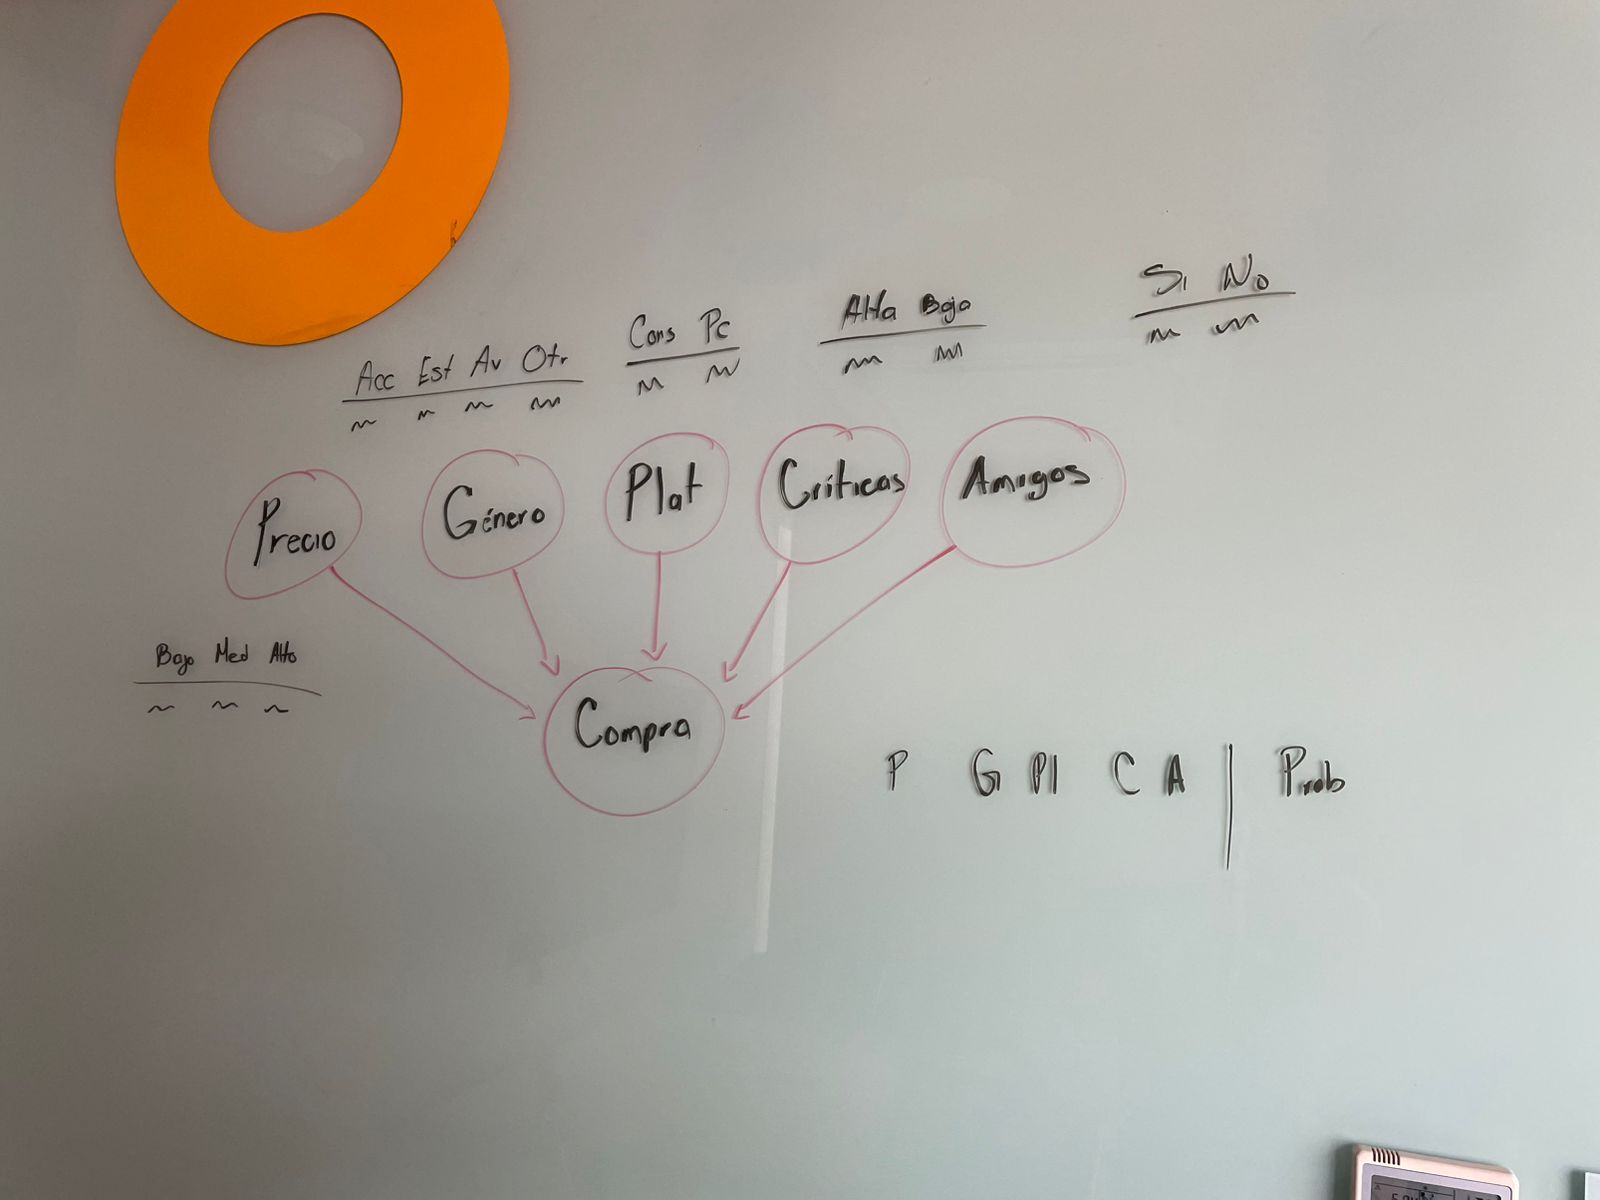 Si No
Alta Baja
Cons Pc
Acc Est Av Otr
Precio Género Plat Críticas Amigos
Bajo Med Alto
Compra
P G Pl C A | Prob